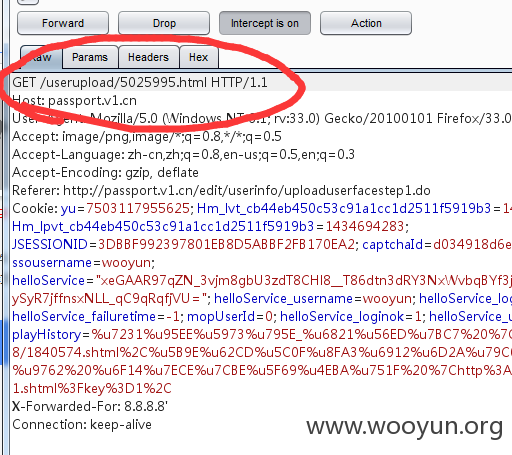 Forward Drop Intercept is on Action
Raw Params Headers Hex
GET /userupload/5025995.html HTTP/1.1
Host: passport.v1.cn
User-Agent: Mozilla/5.0 (Windows NT 6.1; rv:33.0) Gecko/20100101 Firefox/33.0
Accept: image/png,image/*;q=0.8,*/*;q=0.5
Accept-Language: zh-cn,zh;q=0.8,en-us;q=0.5,en;q=0.3
Accept-Encoding: gzip, deflate
Referer: http://passport.v1.cn/edit/userinfo/uploaduserfacestep1.do
Cookie: yu=7503117955625; Hm_lvt_cb44eb450c53c91a1cc1d2511f5919b3=14
Hm_lpvt_cb44eb450c53c91a1cc1d2511f5919b3=1434694283;
JSESSIONID=3DBBF992397801EB8D5ABBF2FB170EA2; captchaId=d034918d6e
ssousername=wooyun;
helloService="xeGAAR97qZN_3vjm8gbU3zdT8CHI8__T86dtn3dRY3NxWvbqBYf3j
ySyR7jffnsxNLL_qC9qRqfjVU="; helloService_username=wooyun; helloService_log
helloService_failuretime=-1; mopUserId=0; helloService_loginok=1; helloService_u
playHistory=%u7231%u95EE%u5973%u795E_%u6821%u56ED%u7BC7%20%7C
8/1840574.shtml%2C%u5B9E%u62CD%u5C0F%u8FA3%u6912%u6D2A%u79C0
%u9762%20%u6F14%u7ECE%u7CBE%u5F69%u4EBA%u751F%20%7Chttp%3A
1.shtml%3Fkey%3D1%2C
X-Forwarded-For: 8.8.8.8'
Connection: keep-alive
www.wooyun.org